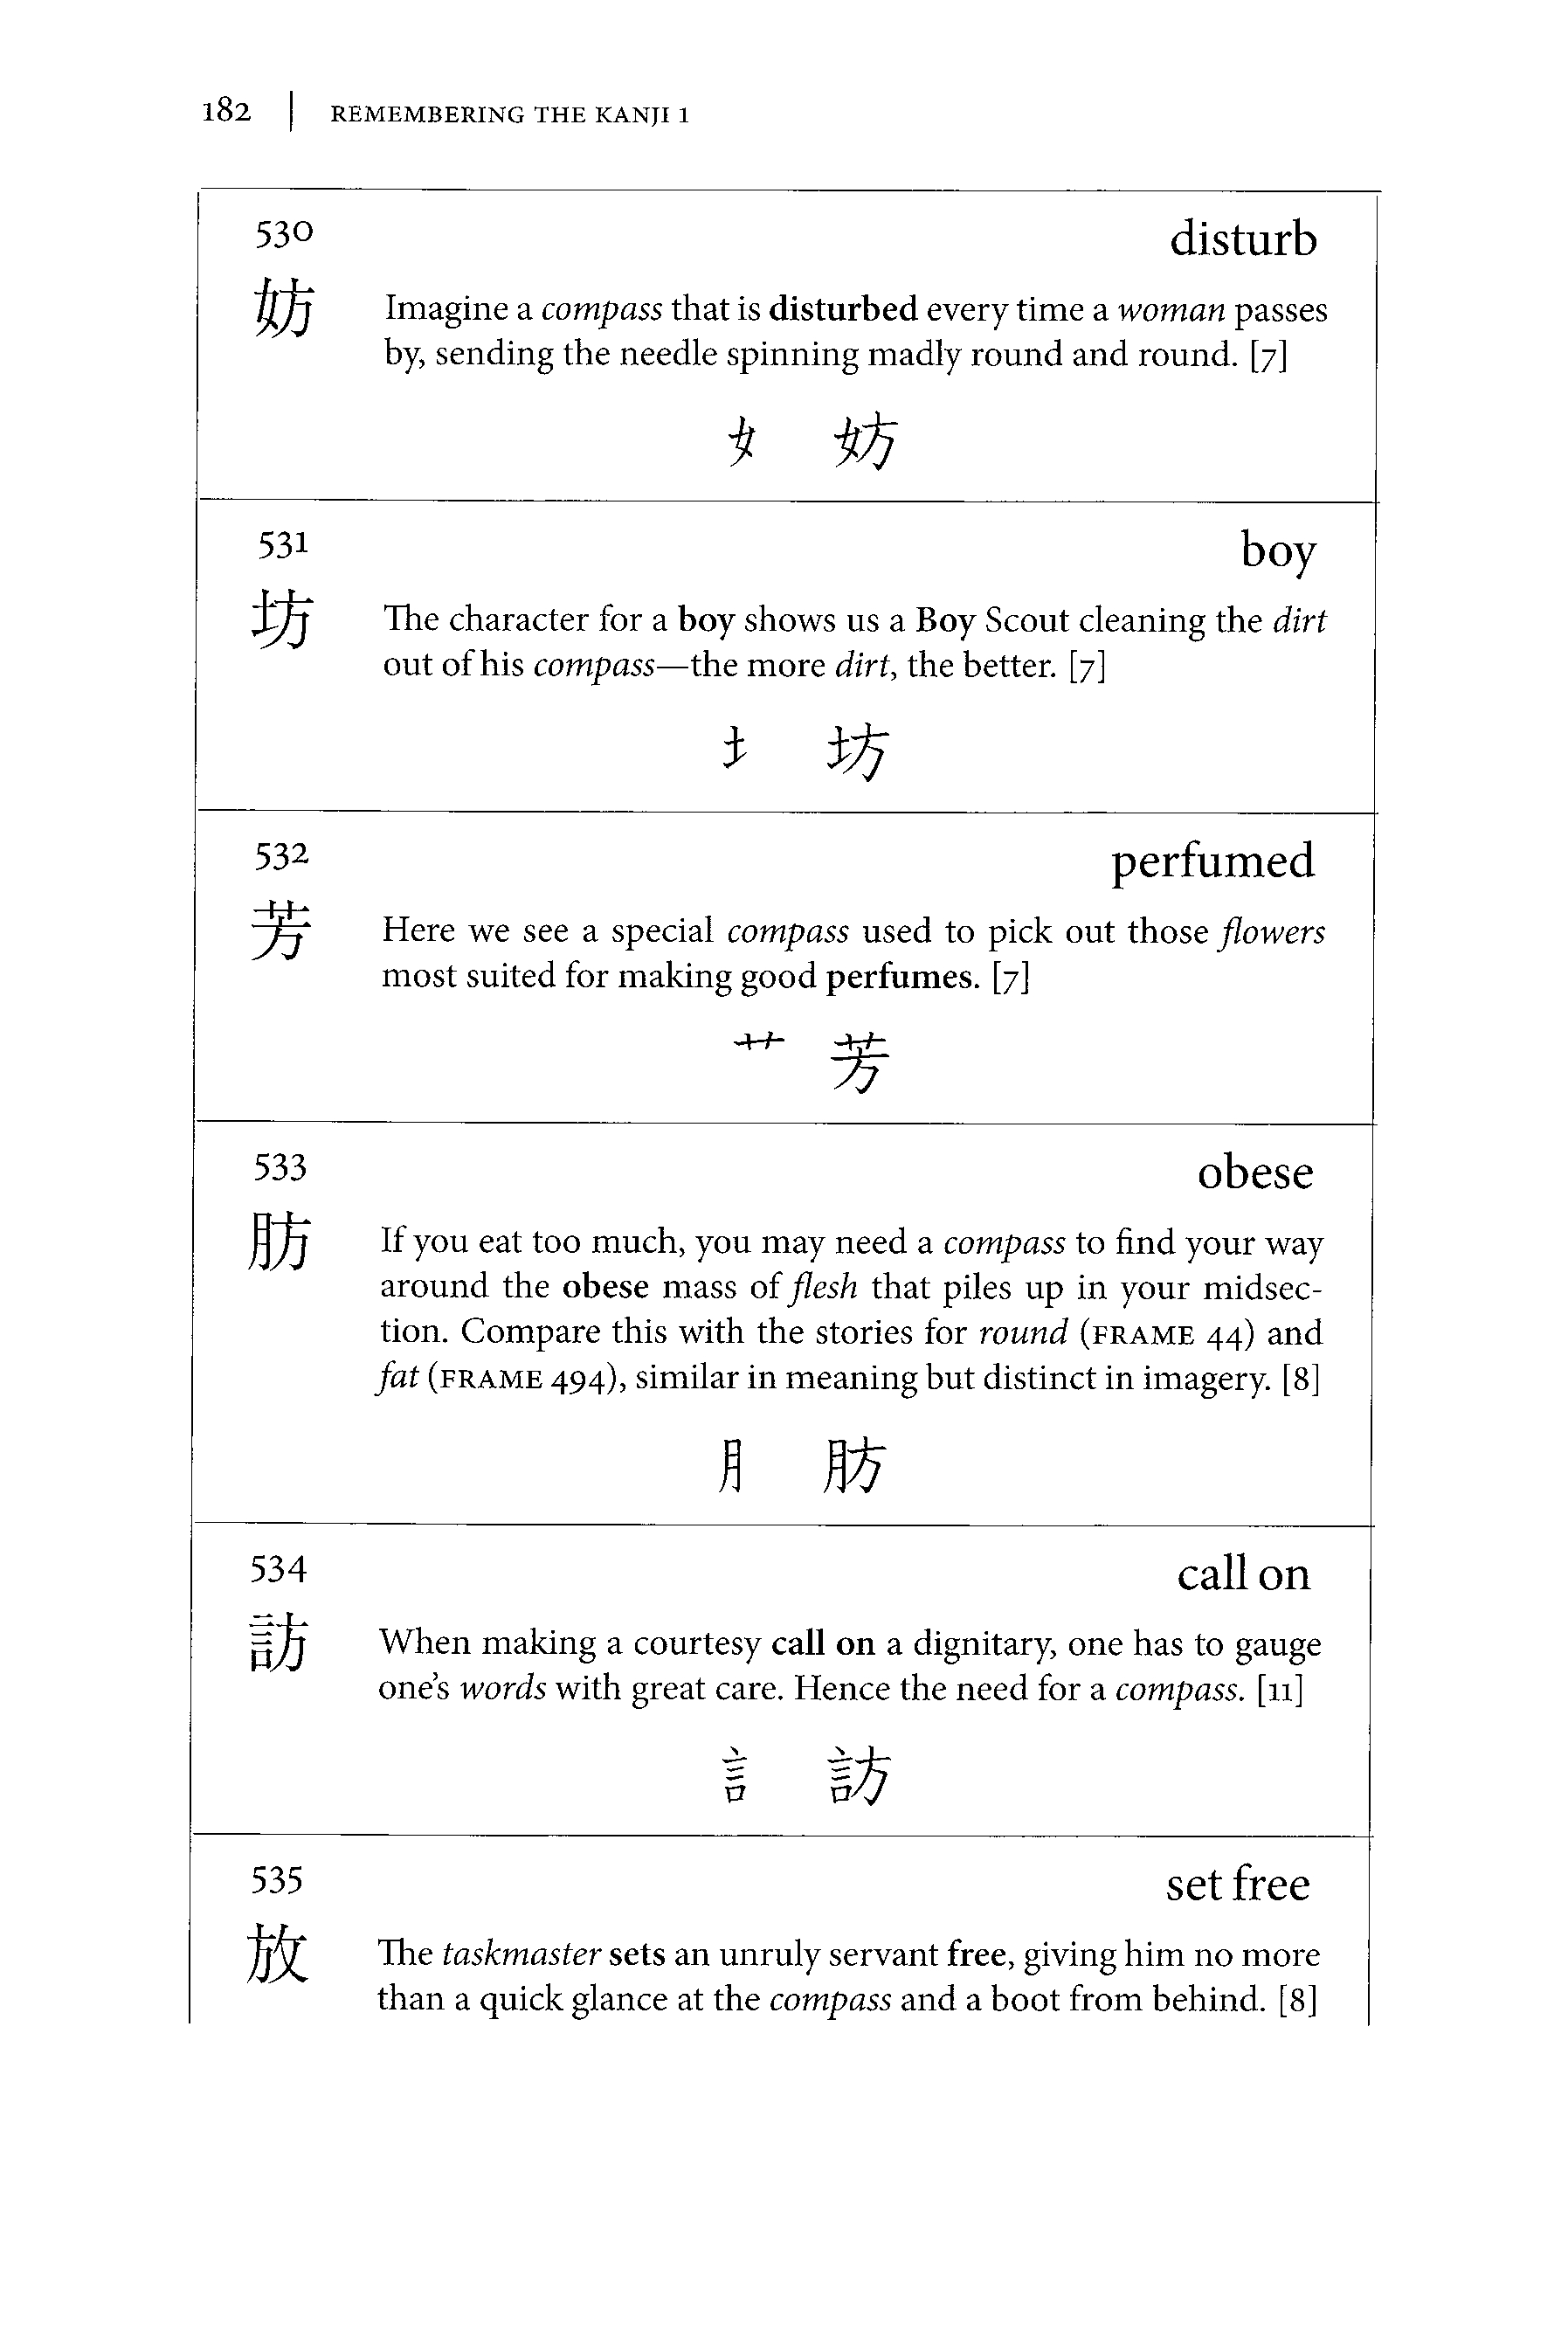 182 | REMEMBERING THE KANJI 1
530 disturb
妨 Imagine a compass that is disturbed every time a woman passes
by, sending the needle spinning madly round and round. [7]
女 妨
531 boy
坊 The character for a boy shows us a Boy Scout cleaning the dirt
out of his compass—the more dirt, the better. [7]
土 坊
532 perfumed
芳 Here we see a special compass used to pick out those flowers
most suited for making good perfumes. [7]
艹 芳
533 obese
肪 If you eat too much, you may need a compass to find your way
around the obese mass of flesh that piles up in your midsec-
tion. Compare this with the stories for round (FRAME 44) and
fat (FRAME 494), similar in meaning but distinct in imagery. [8]
月 肪
534 call on
訪 When making a courtesy call on a dignitary, one has to gauge
one's words with great care. Hence the need for a compass. [11]
言 訪
535 set free
放 The taskmaster sets an unruly servant free, giving him no more
than a quick glance at the compass and a boot from behind. [8]